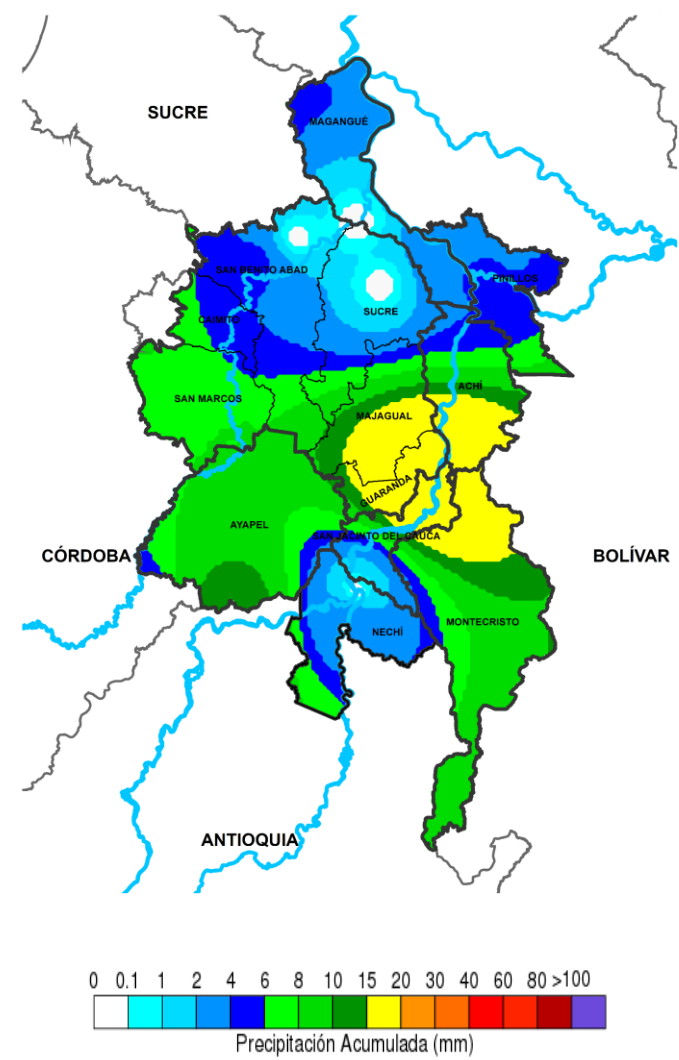 SUCRE
MAGANGUÉ
SAN BENITO ABAD
PINILLOS
CAIMITO
SUCRE
SAN MARCOS
ACHÍ
MAJAGUAL
GUARANDA
AYAPEL
SAN JACINTO DEL CAUCA
CÓRDOBA
BOLÍVAR
MONTECRISTO
NECHÍ
ANTIOQUIA
0 0.1 1 2 4 6 8 10 15 20 30 40 60 80 >100
Precipitación Acumulada (mm)